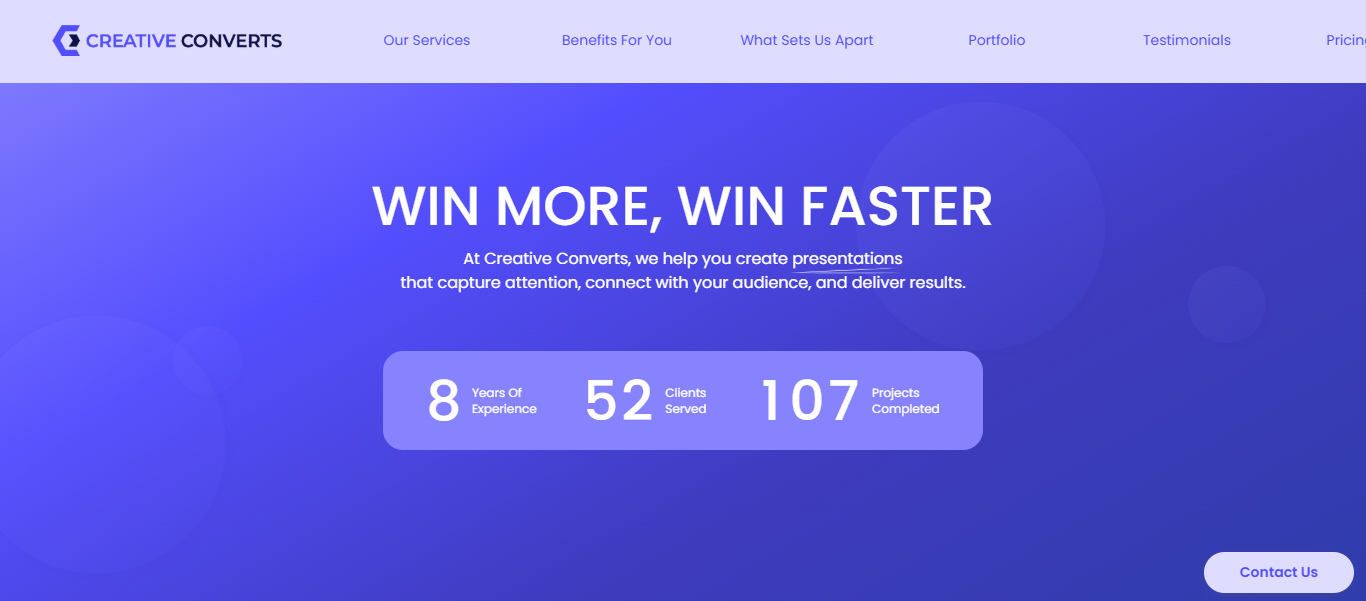 CREATIVE CONVERTS
Our Services
Benefits For You
What Sets Us Apart
Portfolio
Testimonials
Pricing
WIN MORE, WIN FASTER
At Creative Converts, we help you create presentations
that capture attention, connect with your audience, and deliver results.
8
Years Of
Experience
52
Clients
Served
107
Projects
Completed
Contact Us